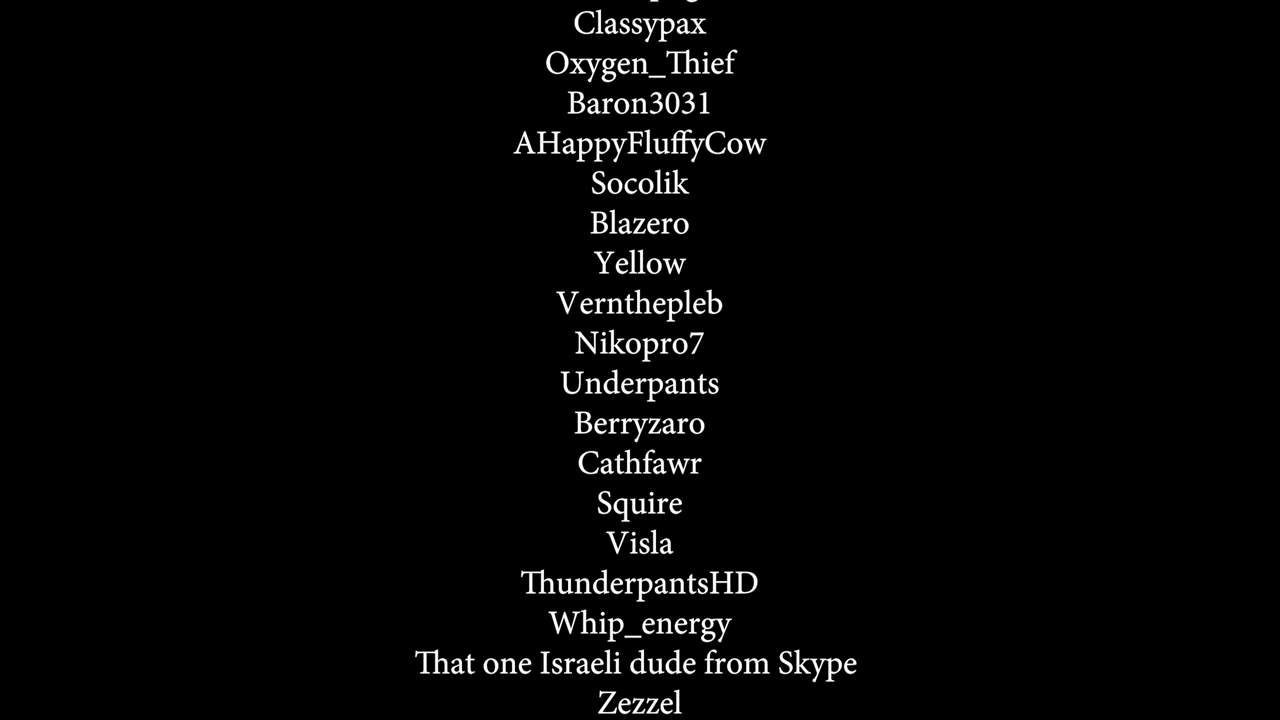 Classypax
Oxygen_Thief
Baron3031
AHappyFluffyCow
Socolik
Blazero
Yellow
Vernthepleb
Nikopro7
Underpants
Berryzaro
Cathfawr
Squire
Visla
ThunderpantsHD
Whip_energy
That one Israeli dude from Skype
Zezzel